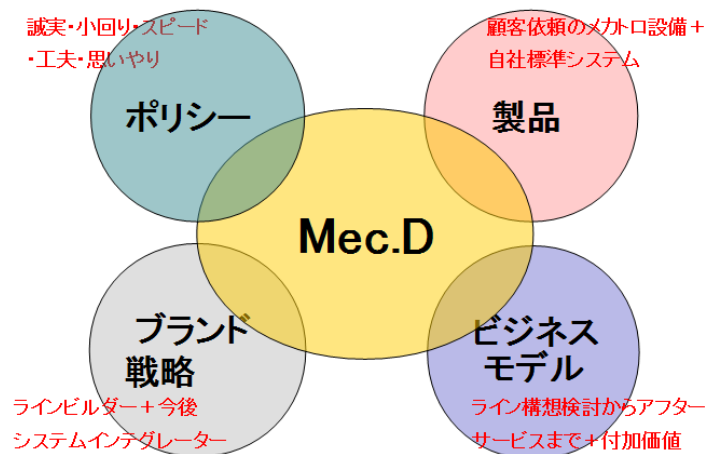 誠実・小回り・スピード
・工夫・思いやり
ポリシー
顧客依頼のメカトロ設備＋
自社標準システム
製品
Mec.D
ブランド
戦略
ラインビルダー＋今後
システムインテグレーター
ビジネス
モデル
ライン構想検討からアフター
サービスまで＋付加価値